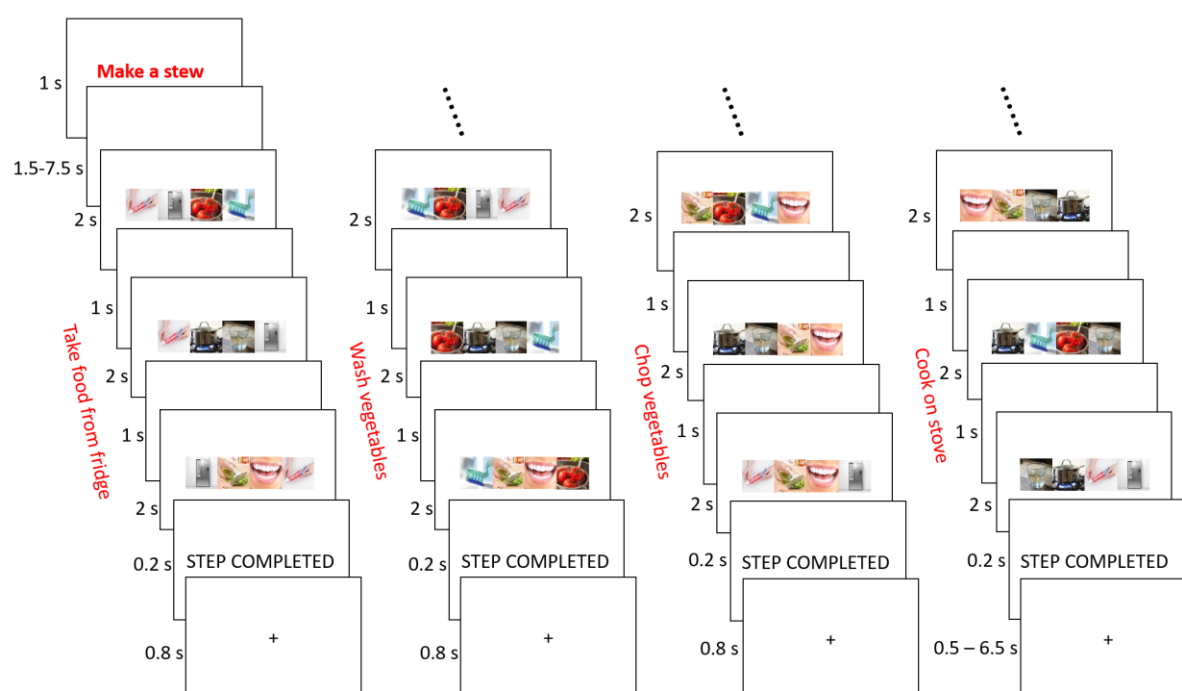 Make a stew
1 s
1.5-7.5 s
2 s
1 s
2 s
1 s
2 s
0.2 s
0.8 s
Take food from fridge
STEP COMPLETED
+
2 s
1 s
2 s
1 s
2 s
0.2 s
0.8 s
Wash vegetables
STEP COMPLETED
+
2 s
1 s
2 s
1 s
2 s
0.2 s
0.8 s
Chop vegetables
STEP COMPLETED
+
2 s
1 s
2 s
1 s
2 s
0.2 s
0.5 – 6.5 s
Cook on stove
STEP COMPLETED
+